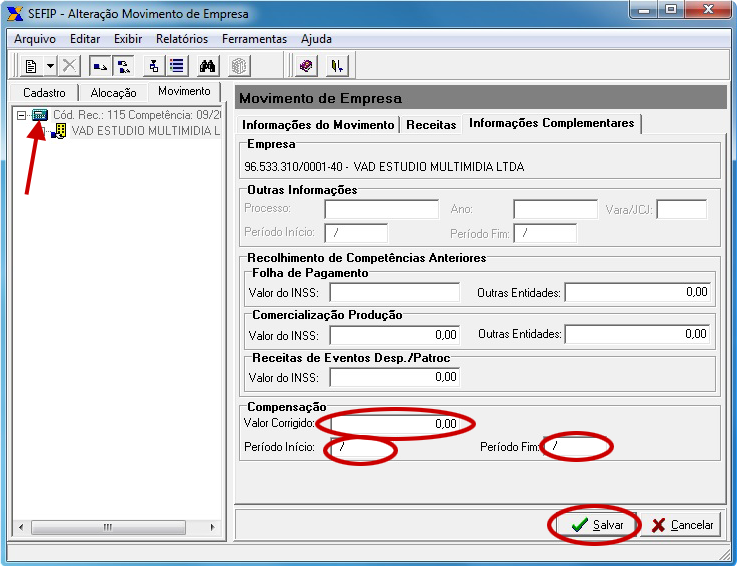 SEFIP - Alteração Movimento de Empresa
Arquivo Editar Exibir Relatórios Ferramentas Ajuda
Cadastro Alocação Movimento
Cód. Rec.: 115 Competência: 09/20
VAD ESTUDIO MULTIMIDIA L
Movimento de Empresa
Informações do Movimento Receitas Informações Complementares
Empresa
96.533.310/0001-40 - VAD ESTUDIO MULTIMIDIA LTDA
Outras Informações
Processo: Ano: Vara/JCJ:
Período Início: / Período Fim: /
Recolhimento de Competências Anteriores
Folha de Pagamento
Valor do INSS: Outras Entidades: 0,00
Comercialização Produção
Valor do INSS: 0,00 Outras Entidades: 0,00
Receitas de Eventos Desp./Patroc
Valor do INSS: 0,00
Compensação
Valor Corrigido: 0,00
Período Início: / Período Fim: /
Salvar Cancelar